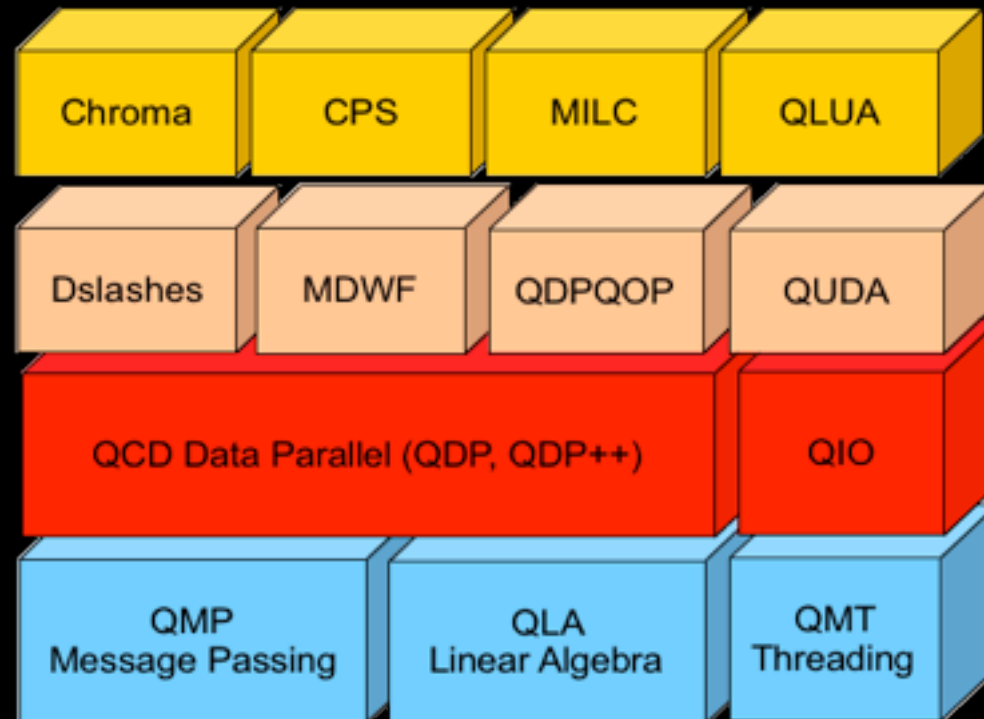 Chroma
CPS
MILC
QLUA
Dslashes
MDWF
QDPQOP
QUDA
QCD Data Parallel (QDP, QDP++)
QIO
QMP
Message Passing
QLA
Linear Algebra
QMT
Threading